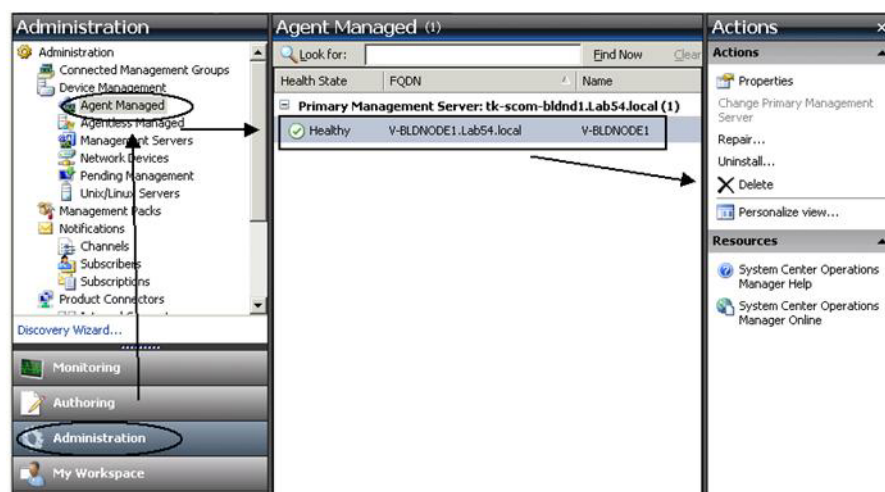 Administration
Administration
Connected Management Groups
Device Management
Agent Managed
Agentless Managed
Management Servers
Network Devices
Pending Management
Unix/Linux Servers
Management Packs
Notifications
Channels
Subscribers
Subscriptions
Product Connectors
Discovery Wizard...
Monitoring
Authoring
Administration
My Workspace
Agent Managed (1)
Look for:
Find Now
Clear
Health State
FQDN
Name
Primary Management Server: tk-scom-bldnd1.Lab54.local (1)
Healthy
V-BLDNODE1.Lab54.local
V-BLDNODE1
Actions
Actions
Properties
Change Primary Management
Server
Repair...
Uninstall...
Delete
Personalize view...
Resources
System Center Operations
Manager Help
System Center Operations
Manager Online